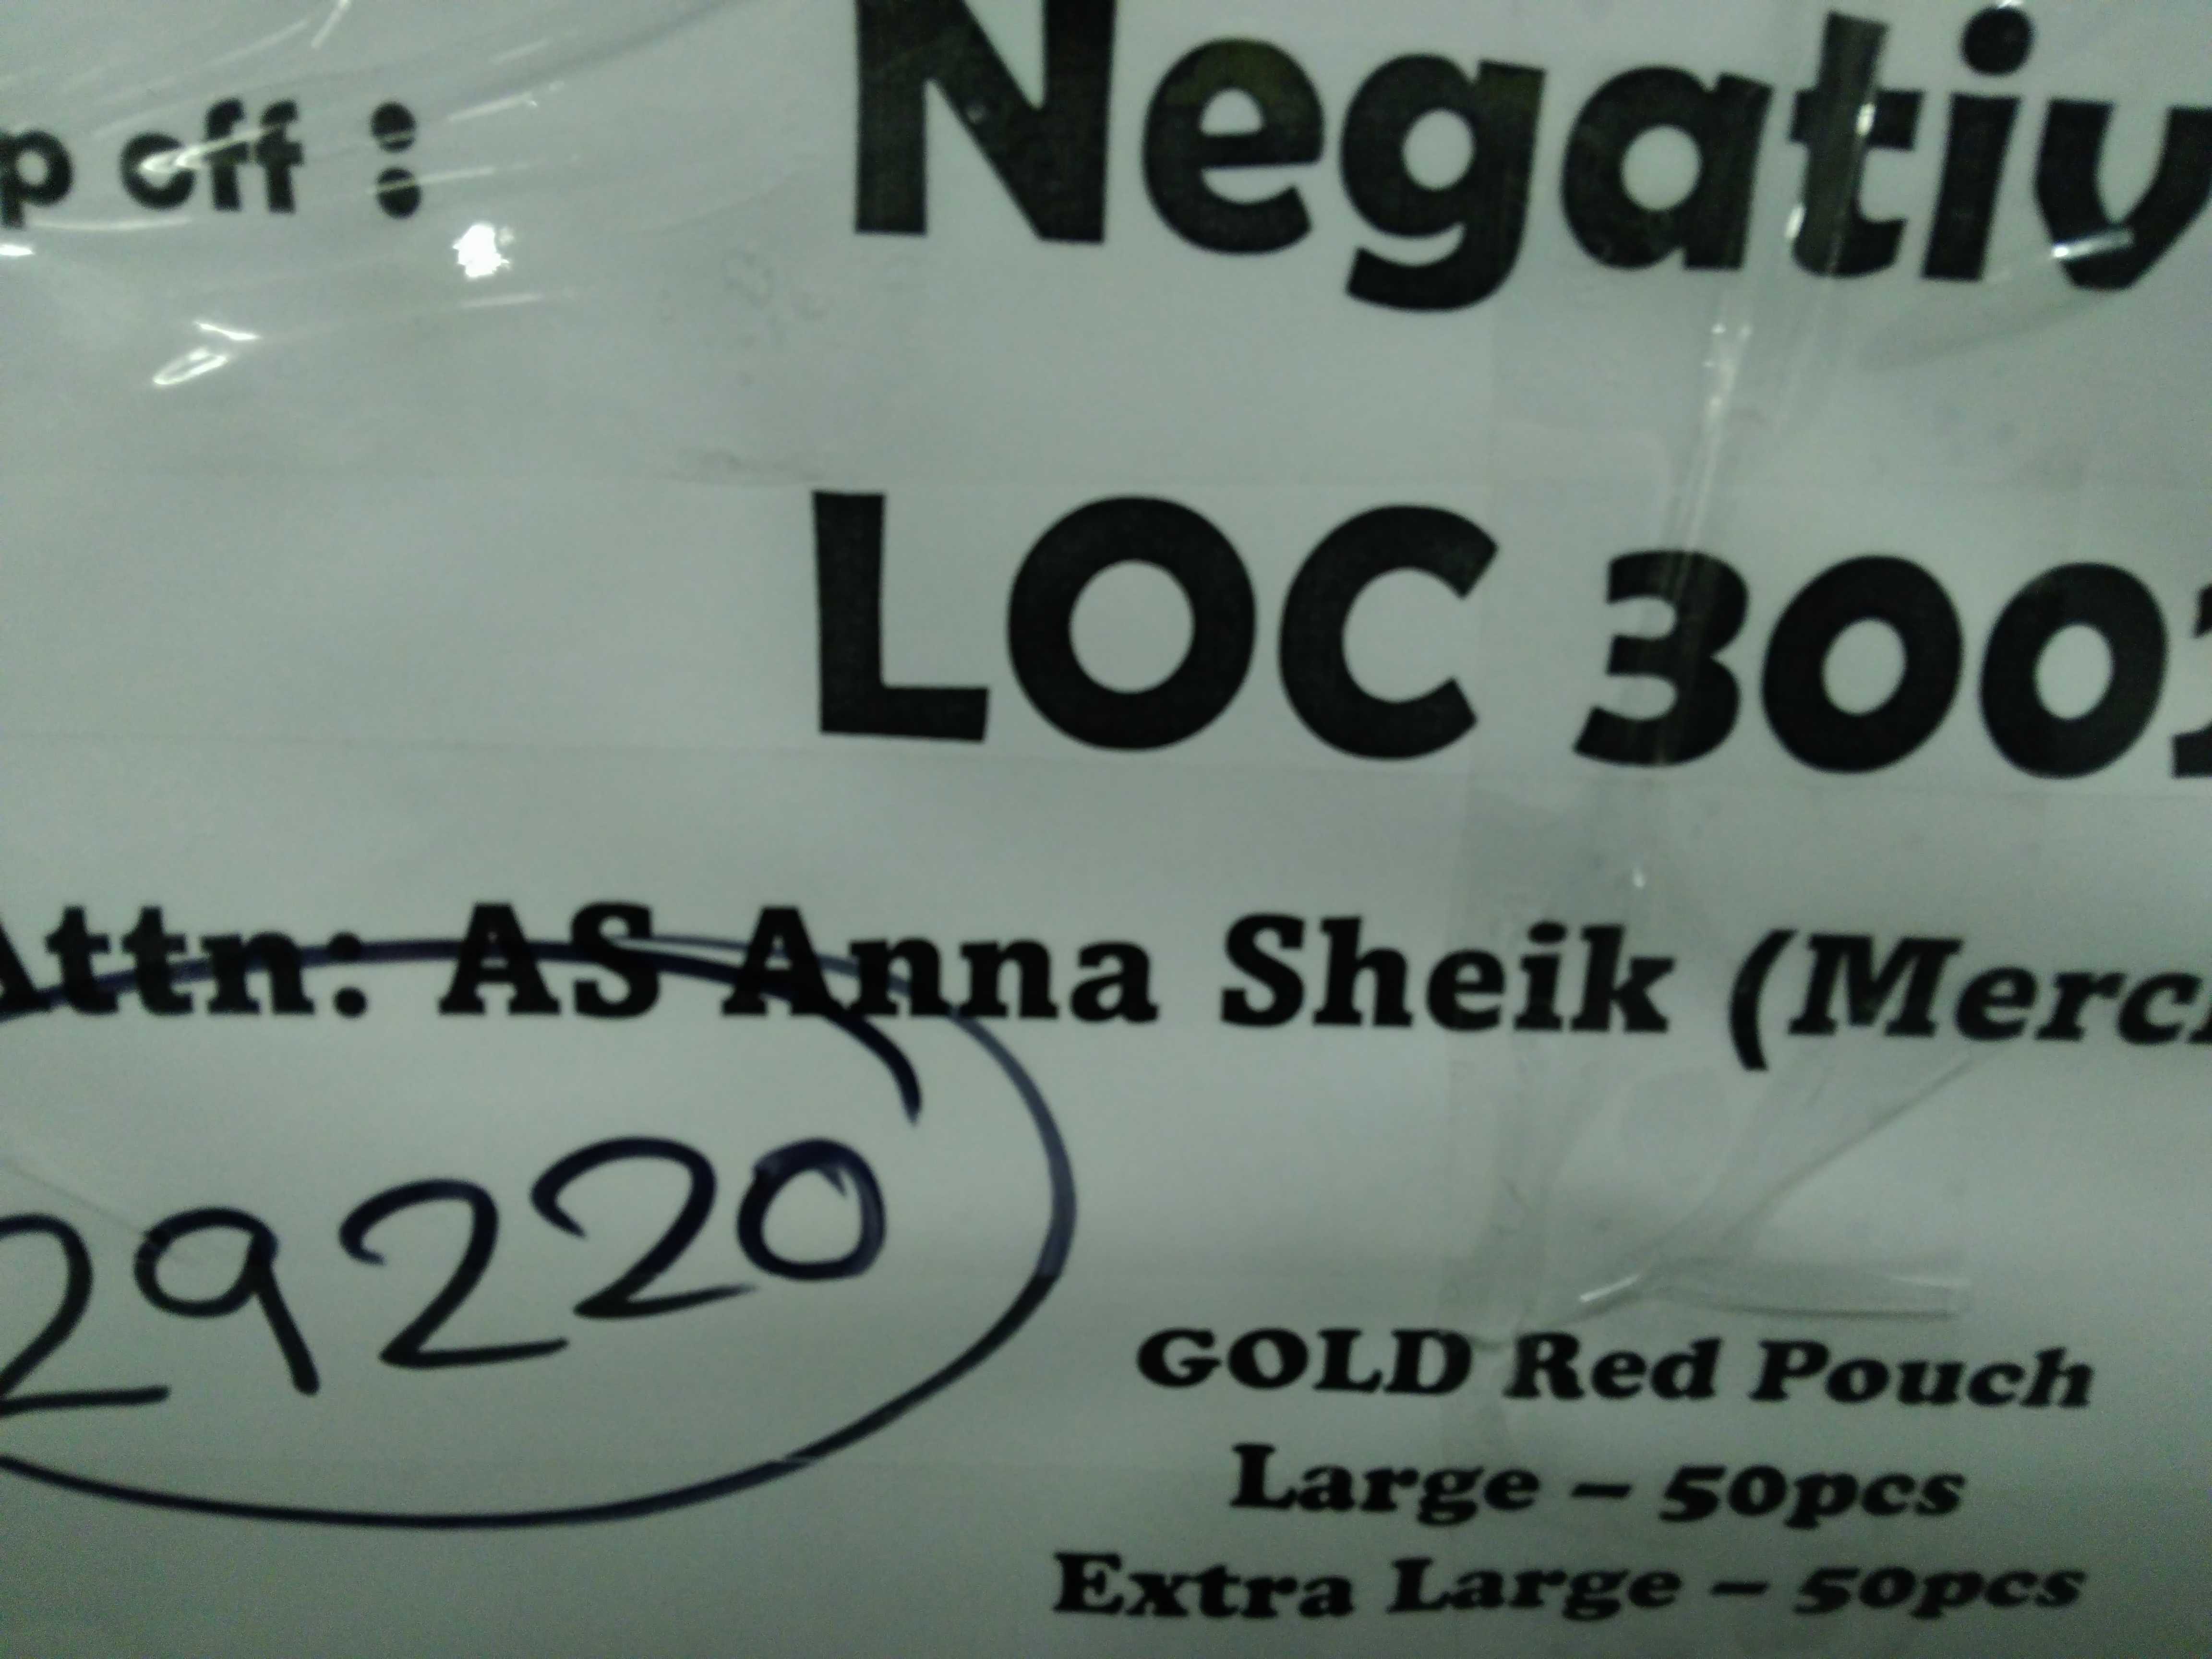 p off :
Negativ
LOC 300
Attn: AS Anna Sheik (Merc
29220
GOLD Red Pouch
Large – 50pcs
Extra Large – 50pcs